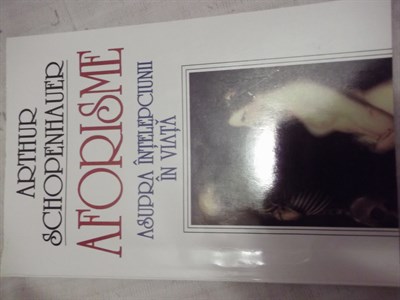 ARTHUR
SCHOPENHAUER
AFORISME
ASUPRA ÎNȚELEPCIUNII
ÎN VIAȚĂ